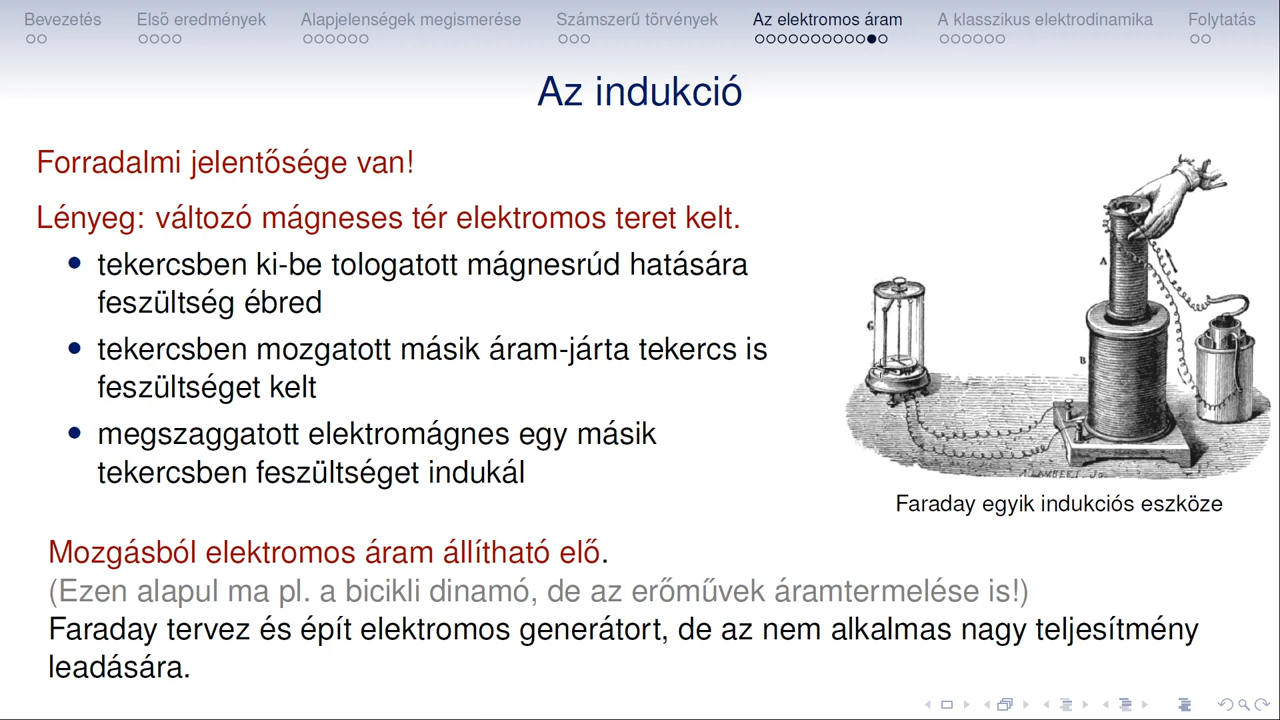 Bevezetés
Első eredmények
Alapjelenségek megismerése
Számszerű törvények
Az elektromos áram
A klasszikus elektrodinamika
Folytatás
Az indukció
Forradalmi jelentősége van!
Lényeg: változó mágneses tér elektromos teret kelt.
tekercsben ki-be tologatott mágnesrúd hatására
feszültség ébred
tekercsben mozgatott másik áram-járta tekercs is
feszültséget kelt
megszaggatott elektromágnes egy másik
tekercsben feszültséget indukál
A
B
G
Faraday egyik indukciós eszköze
Mozgásból elektromos áram állítható elő.
(Ezen alapul ma pl. a bicikli dinamó, de az erőművek áramtermelése is!)
Faraday tervez és épít elektromos generátort, de az nem alkalmas nagy teljesítmény
leadására.